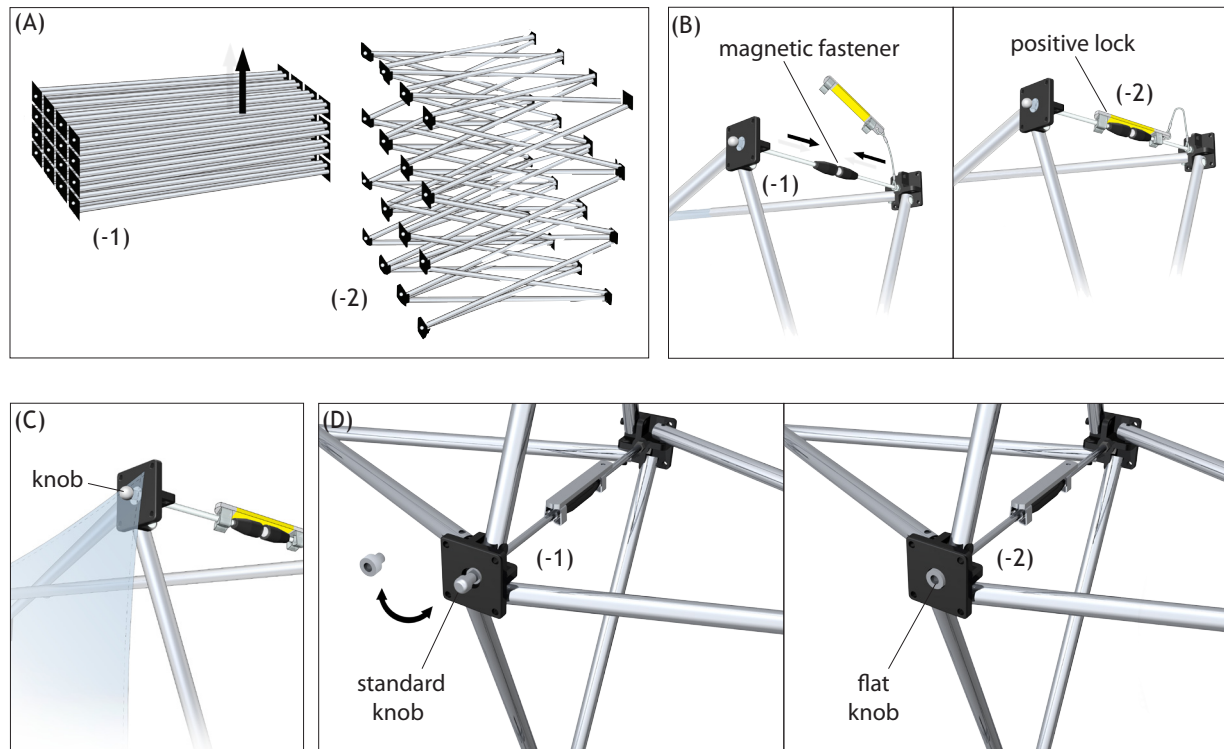 (A)
(-1)
(-2)
(B)
magnetic fastener
(-1)
positive lock
(-2)
(C)
knob
(D)
(-1)
standard
knob
(-2)
flat
knob